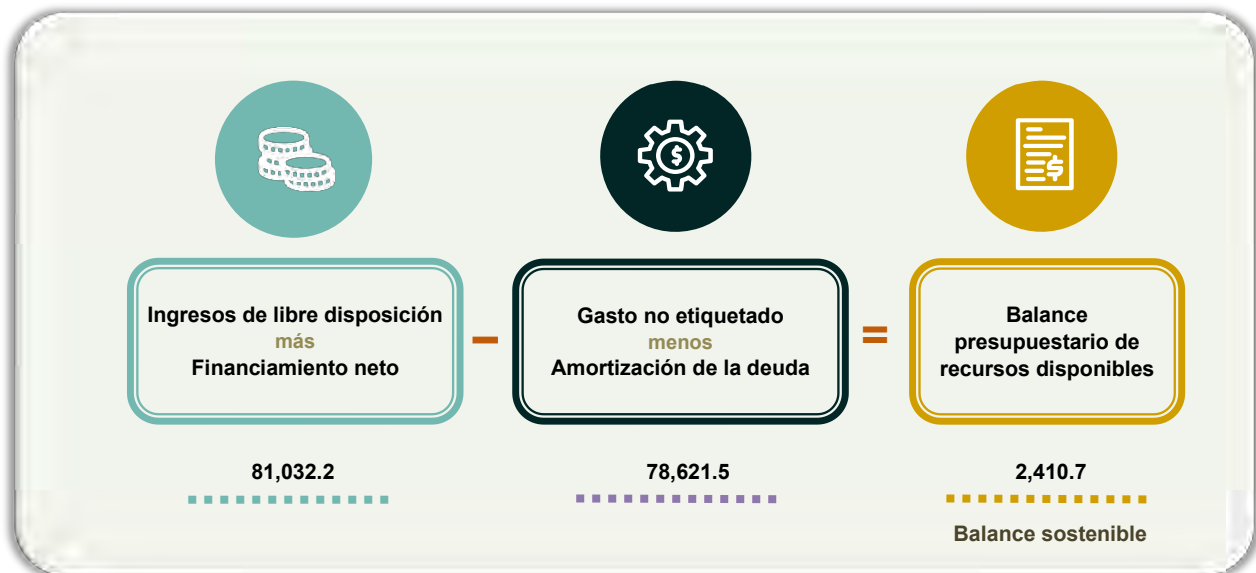 Ingresos de libre disposición
más
Financiamiento neto
–
Gasto no etiquetado
menos
Amortización de la deuda
=
Balance
presupuestario de
recursos disponibles
81,032.2
78,621.5
2,410.7
Balance sostenible